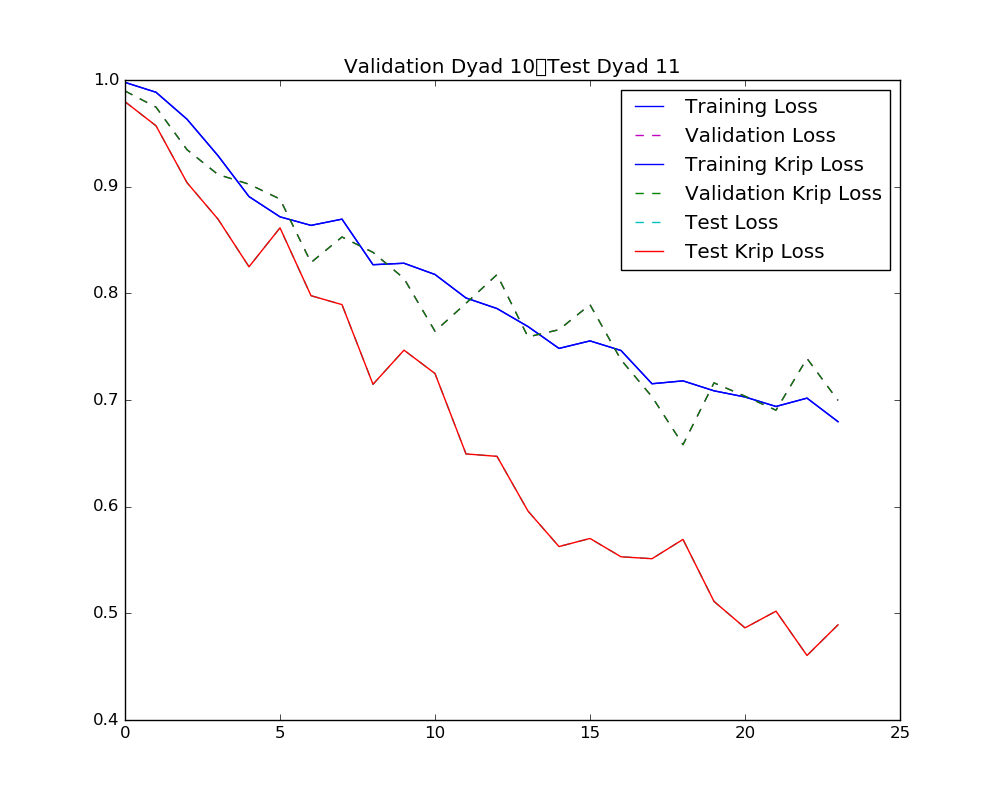 Validation Dyad 10▯Test Dyad 11
1.0
0.9
0.8
0.7
0.6
0.5
0.4
0 5 10 15 20 25
Training Loss
Validation Loss
Training Krip Loss
Validation Krip Loss
Test Loss
Test Krip Loss